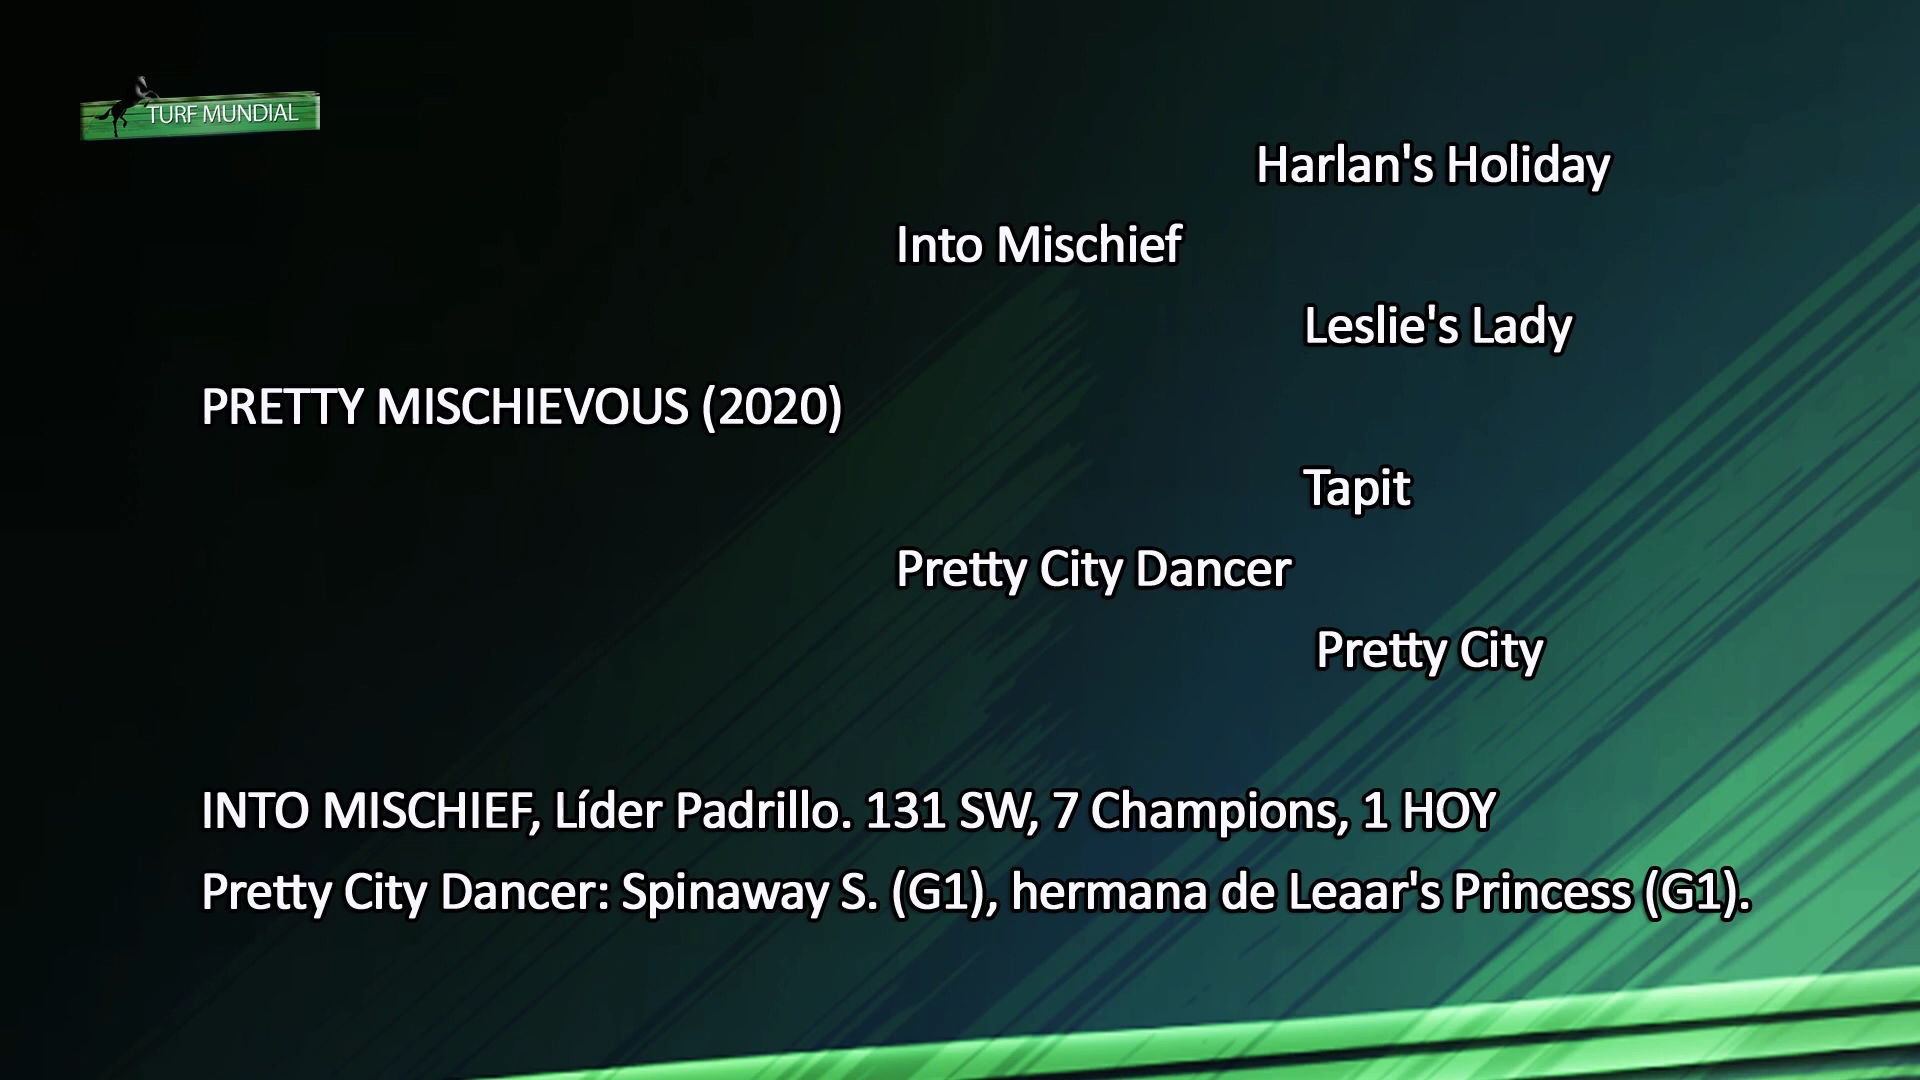 TURF MUNDIAL
Harlan's Holiday
Into Mischief
Leslie's Lady
PRETTY MISCHIEVOUS (2020)
Tapit
Pretty City Dancer
Pretty City
INTO MISCHIEF, Líder Padrillo. 131 SW, 7 Champions, 1 HOY
Pretty City Dancer: Spinaway S. (G1), hermana de Leaar's Princess (G1).